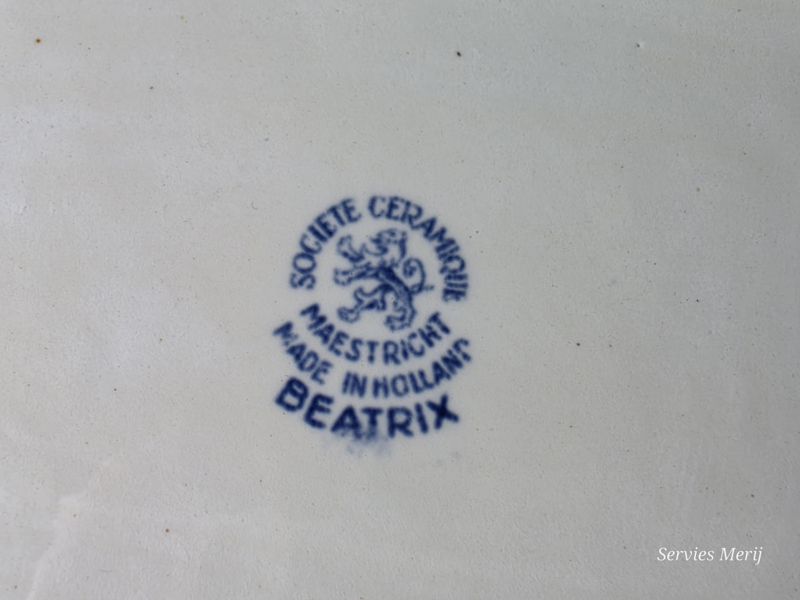 SOCIETE CERAMIQUE
MAESTRICHT
MADE IN HOLLAND
BEATRIX
Servies Merij